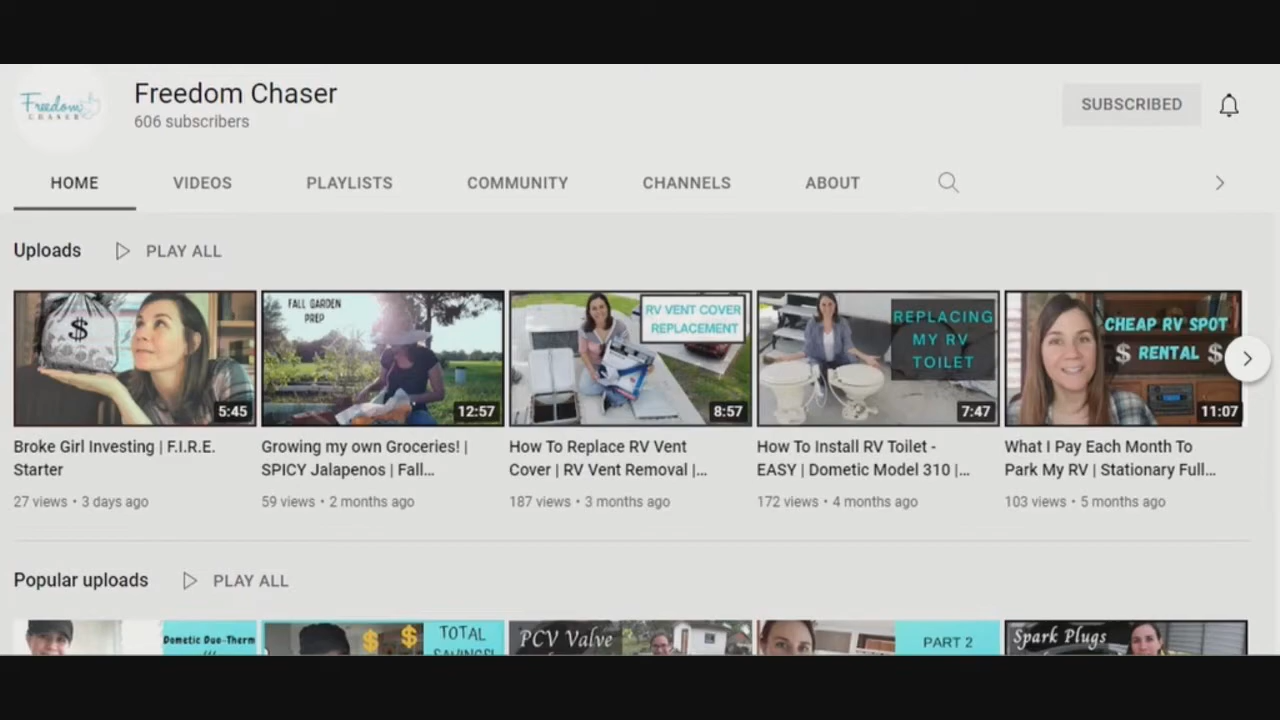 Freedom
CHASER
Freedom Chaser
606 subscribers
SUBSCRIBED
HOME
VIDEOS
PLAYLISTS
COMMUNITY
CHANNELS
ABOUT
Uploads
PLAY ALL
$
5:45
FALL GARDEN
PREP
12:57
RV VENT COVER
REPLACEMENT
8:57
REPLACING
MY RV
TOILET
7:47
CHEAP RV SPOT
$ RENTAL $
11:07
Broke Girl Investing | F.I.R.E.
Starter
27 views • 3 days ago
Growing my own Groceries! |
SPICY Jalapenos | Fall...
59 views • 2 months ago
How To Replace RV Vent
Cover | RV Vent Removal |...
187 views • 3 months ago
How To Install RV Toilet -
EASY | Dometic Model 310 |...
172 views • 4 months ago
What I Pay Each Month To
Park My RV | Stationary Full...
103 views • 5 months ago
Popular uploads
PLAY ALL
Dometic Duo-Therm
$ $
TOTAL
SAVINGS!
PCV Valve
PART 2
Spark Plugs